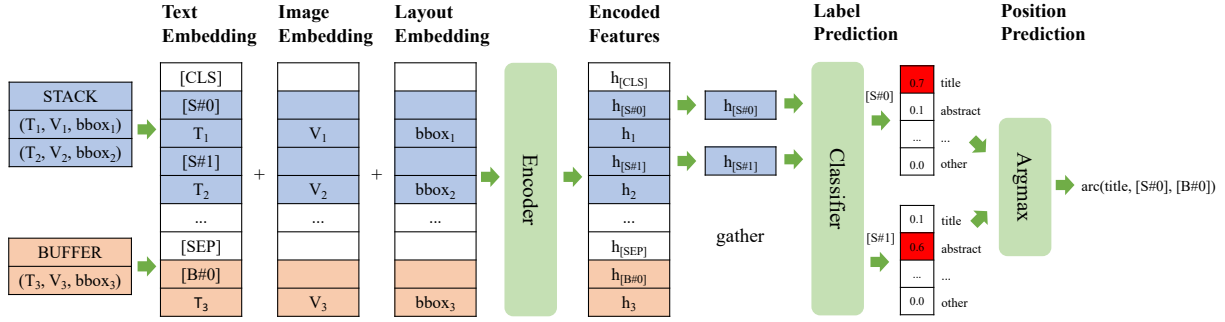 Text
Embedding
Image
Embedding
Layout
Embedding
Encoded
Features
Label
Prediction
Position
Prediction
STACK
(T1, V1, bbox1)
(T2, V2, bbox2)
BUFFER
(T3, V3, bbox3)
[CLS]
[S#0]
T1
[S#1]
T2
...
[SEP]
[B#0]
T3
+
V1
V2
...
V3
+
bbox1
bbox2
...
bbox3
Encoder
h[CLS]
h[S#0]
h1
h[S#1]
h2
...
h[SEP]
h[B#0]
h3
h[S#0]
h[S#1]
gather
Classifier
[S#0]
0.7 title
0.1 abstract
... ...
0.0 other
[S#1]
0.1 title
0.6 abstract
... ...
0.0 other
Argmax
arc(title, [S#0], [B#0])